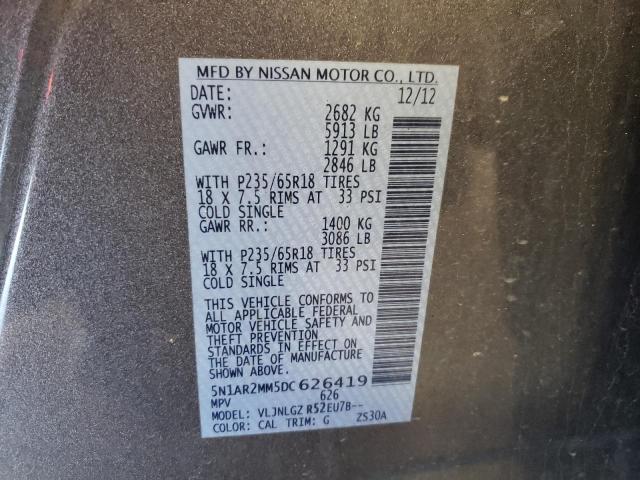 MFD BY NISSAN MOTOR CO., LTD.
DATE: 12/12
GVWR: 2682 KG
5913 LB
GAWR FR.: 1291 KG
2846 LB
WITH P235/65R18 TIRES
18 X 7.5 RIMS AT 33 PSI
COLD SINGLE
GAWR RR.: 1400 KG
3086 LB
WITH P235/65R18 TIRES
18 X 7.5 RIMS AT 33 PSI
COLD SINGLE
THIS VEHICLE CONFORMS TO
ALL APPLICABLE FEDERAL
MOTOR VEHICLE SAFETY AND
THEFT PREVENTION
STANDARDS IN EFFECT ON
THE DATE OF MANUFACTURE
SHOWN ABOVE.
5N1AR2MM5DC626419
MPV 626
MODEL: VLJNLGZ R52EU7B--
COLOR: CAL TRIM: G ZS30A